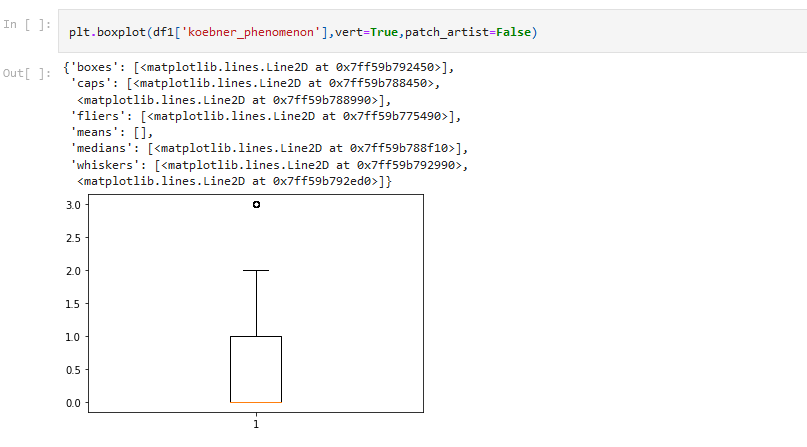 In [ ]:
plt.boxplot(df1['koebner_phenomenon'],vert=True,patch_artist=False)
Out[ ]:
{'boxes': [<matplotlib.lines.Line2D at 0x7ff59b792450>],
'caps': [<matplotlib.lines.Line2D at 0x7ff59b788450>,
<matplotlib.lines.Line2D at 0x7ff59b788990>],
'fliers': [<matplotlib.lines.Line2D at 0x7ff59b775490>],
'means': [],
'medians': [<matplotlib.lines.Line2D at 0x7ff59b788f10>],
'whiskers': [<matplotlib.lines.Line2D at 0x7ff59b792990>,
<matplotlib.lines.Line2D at 0x7ff59b792ed0>]}
3.0
2.5
2.0
1.5
1.0
0.5
0.0
1